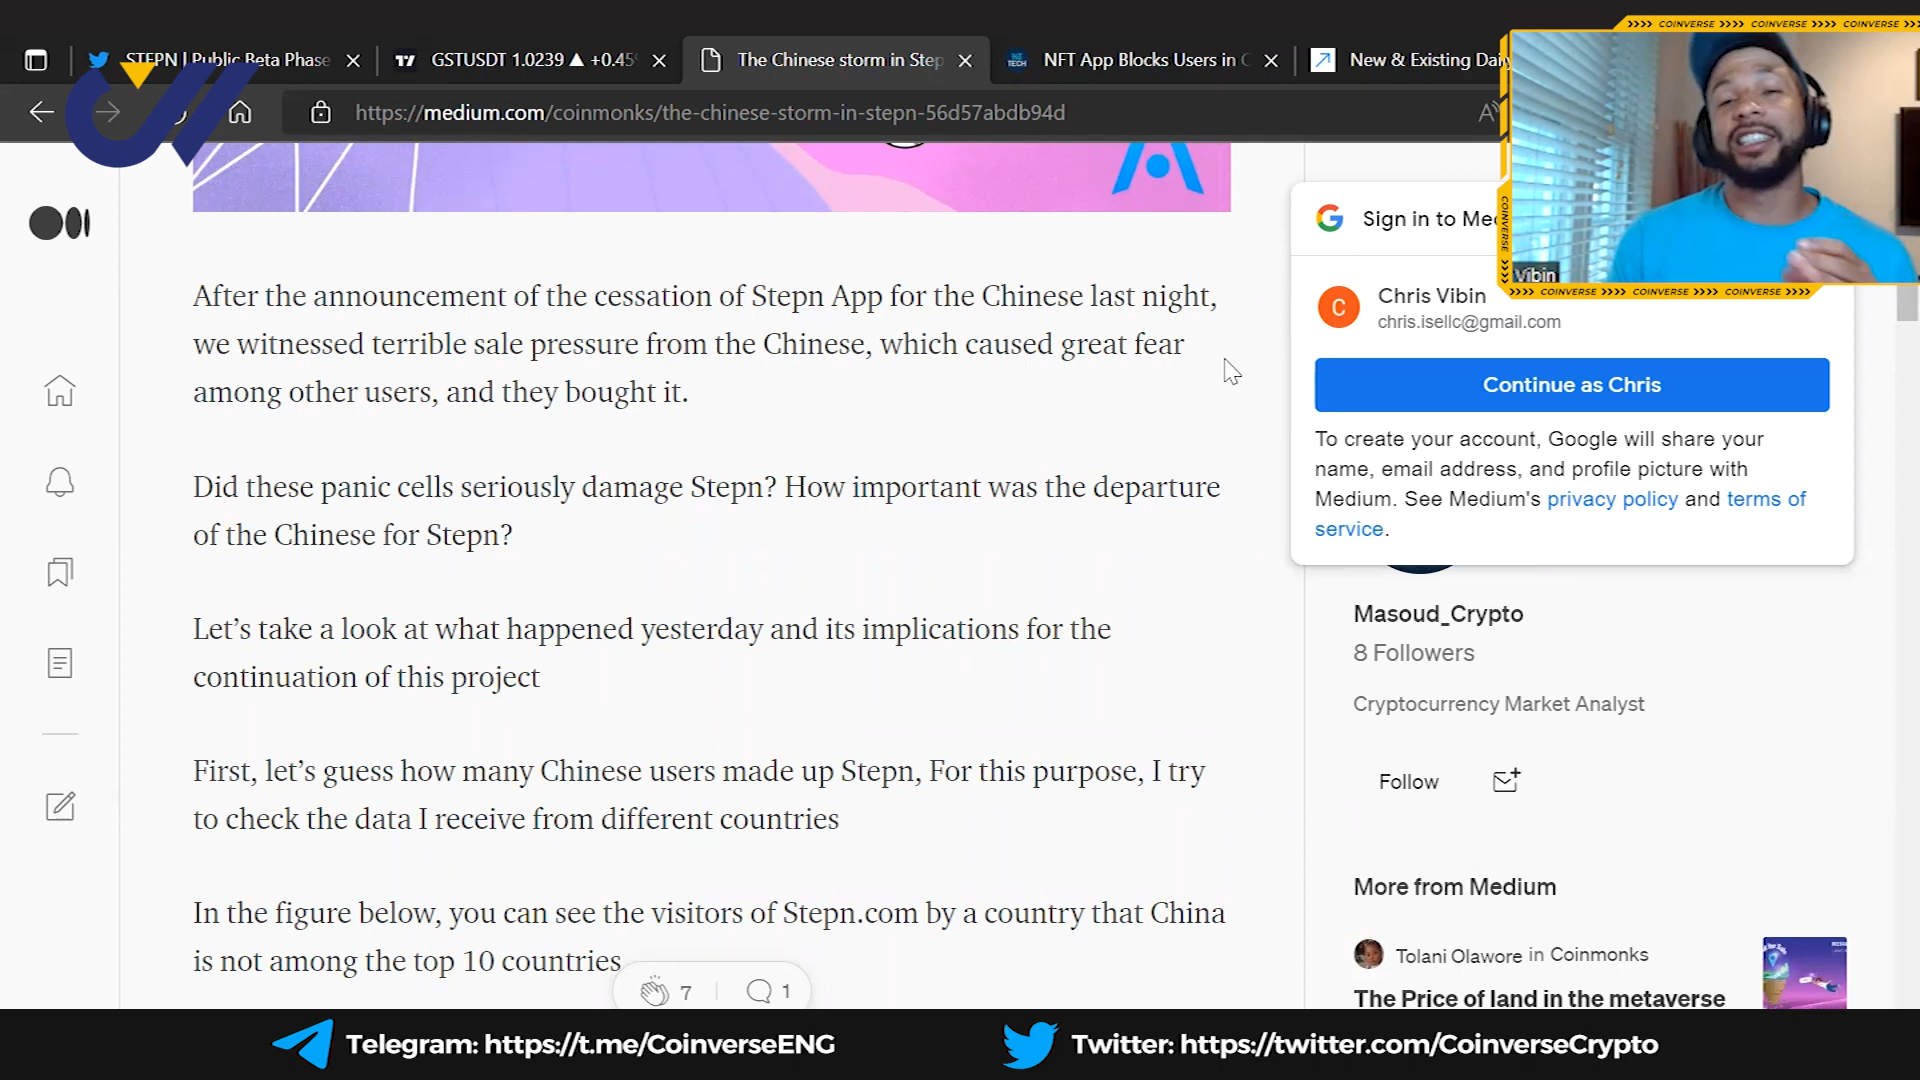 COINVERSE COINVERSE COINVERSE
STEPN | Public Beta Phase
GSTUSDT 1.0239 ▲ +0.45
The Chinese storm in Step
NFT App Blocks Users in
New & Existing Daily
https://medium.com/coinmonks/the-chinese-storm-in-stepn-56d57abdb94d
COINVERSE
Vibin
COINVERSE COINVERSE COINVERSE
Sign in to Me
C
Chris Vibin
chris.isellc@gmail.com
Continue as Chris
To create your account, Google will share your
name, email address, and profile picture with
Medium. See Medium's privacy policy and terms of
service.
After the announcement of the cessation of Stepn App for the Chinese last night,
we witnessed terrible sale pressure from the Chinese, which caused great fear
among other users, and they bought it.
Did these panic cells seriously damage Stepn? How important was the departure
of the Chinese for Stepn?
Let’s take a look at what happened yesterday and its implications for the
continuation of this project
First, let’s guess how many Chinese users made up Stepn, For this purpose, I try
to check the data I receive from different countries
In the figure below, you can see the visitors of Stepn.com by a country that China
is not among the top 10 countries
7
1
Masoud_Crypto
8 Followers
Cryptocurrency Market Analyst
Follow
More from Medium
Tolani Olawore in Coinmonks
The Price of land in the metaverse
Telegram: https://t.me/CoinverseENG
Twitter: https://twitter.com/CoinverseCrypto